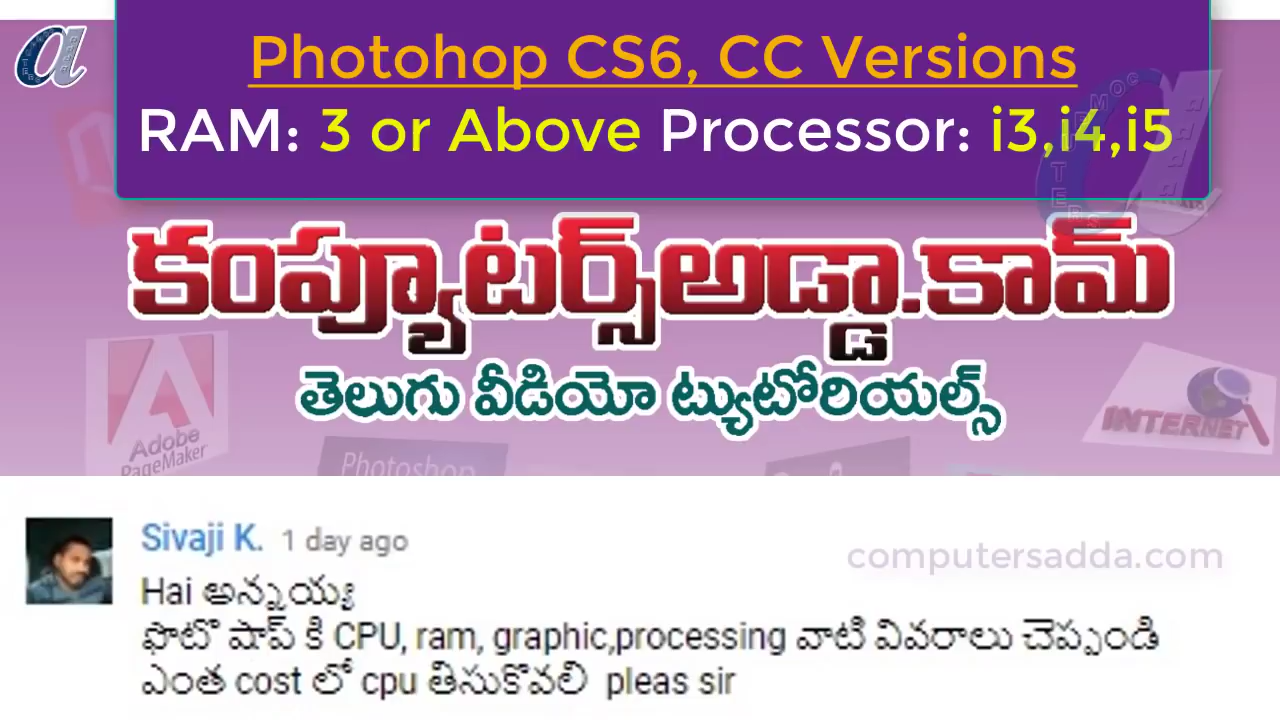 Photohop CS6, CC Versions
RAM: 3 or Above Processor: i3,i4,i5
కంప్యూటర్స్అడ్డా.కామ్
తెలుగు వీడియో ట్యుటోరియల్స్
Adobe
PageMaker
Photoshop
INTERNET
Sivaji K. 1 day ago
computersadda.com
Hai అన్నయ్య
ఫొటొ షాప్ కి CPU, ram, graphic,processing వాటి వివరాలు చెప్పండి
ఎంత cost లో cpu తిసుకొవలి pleas sir